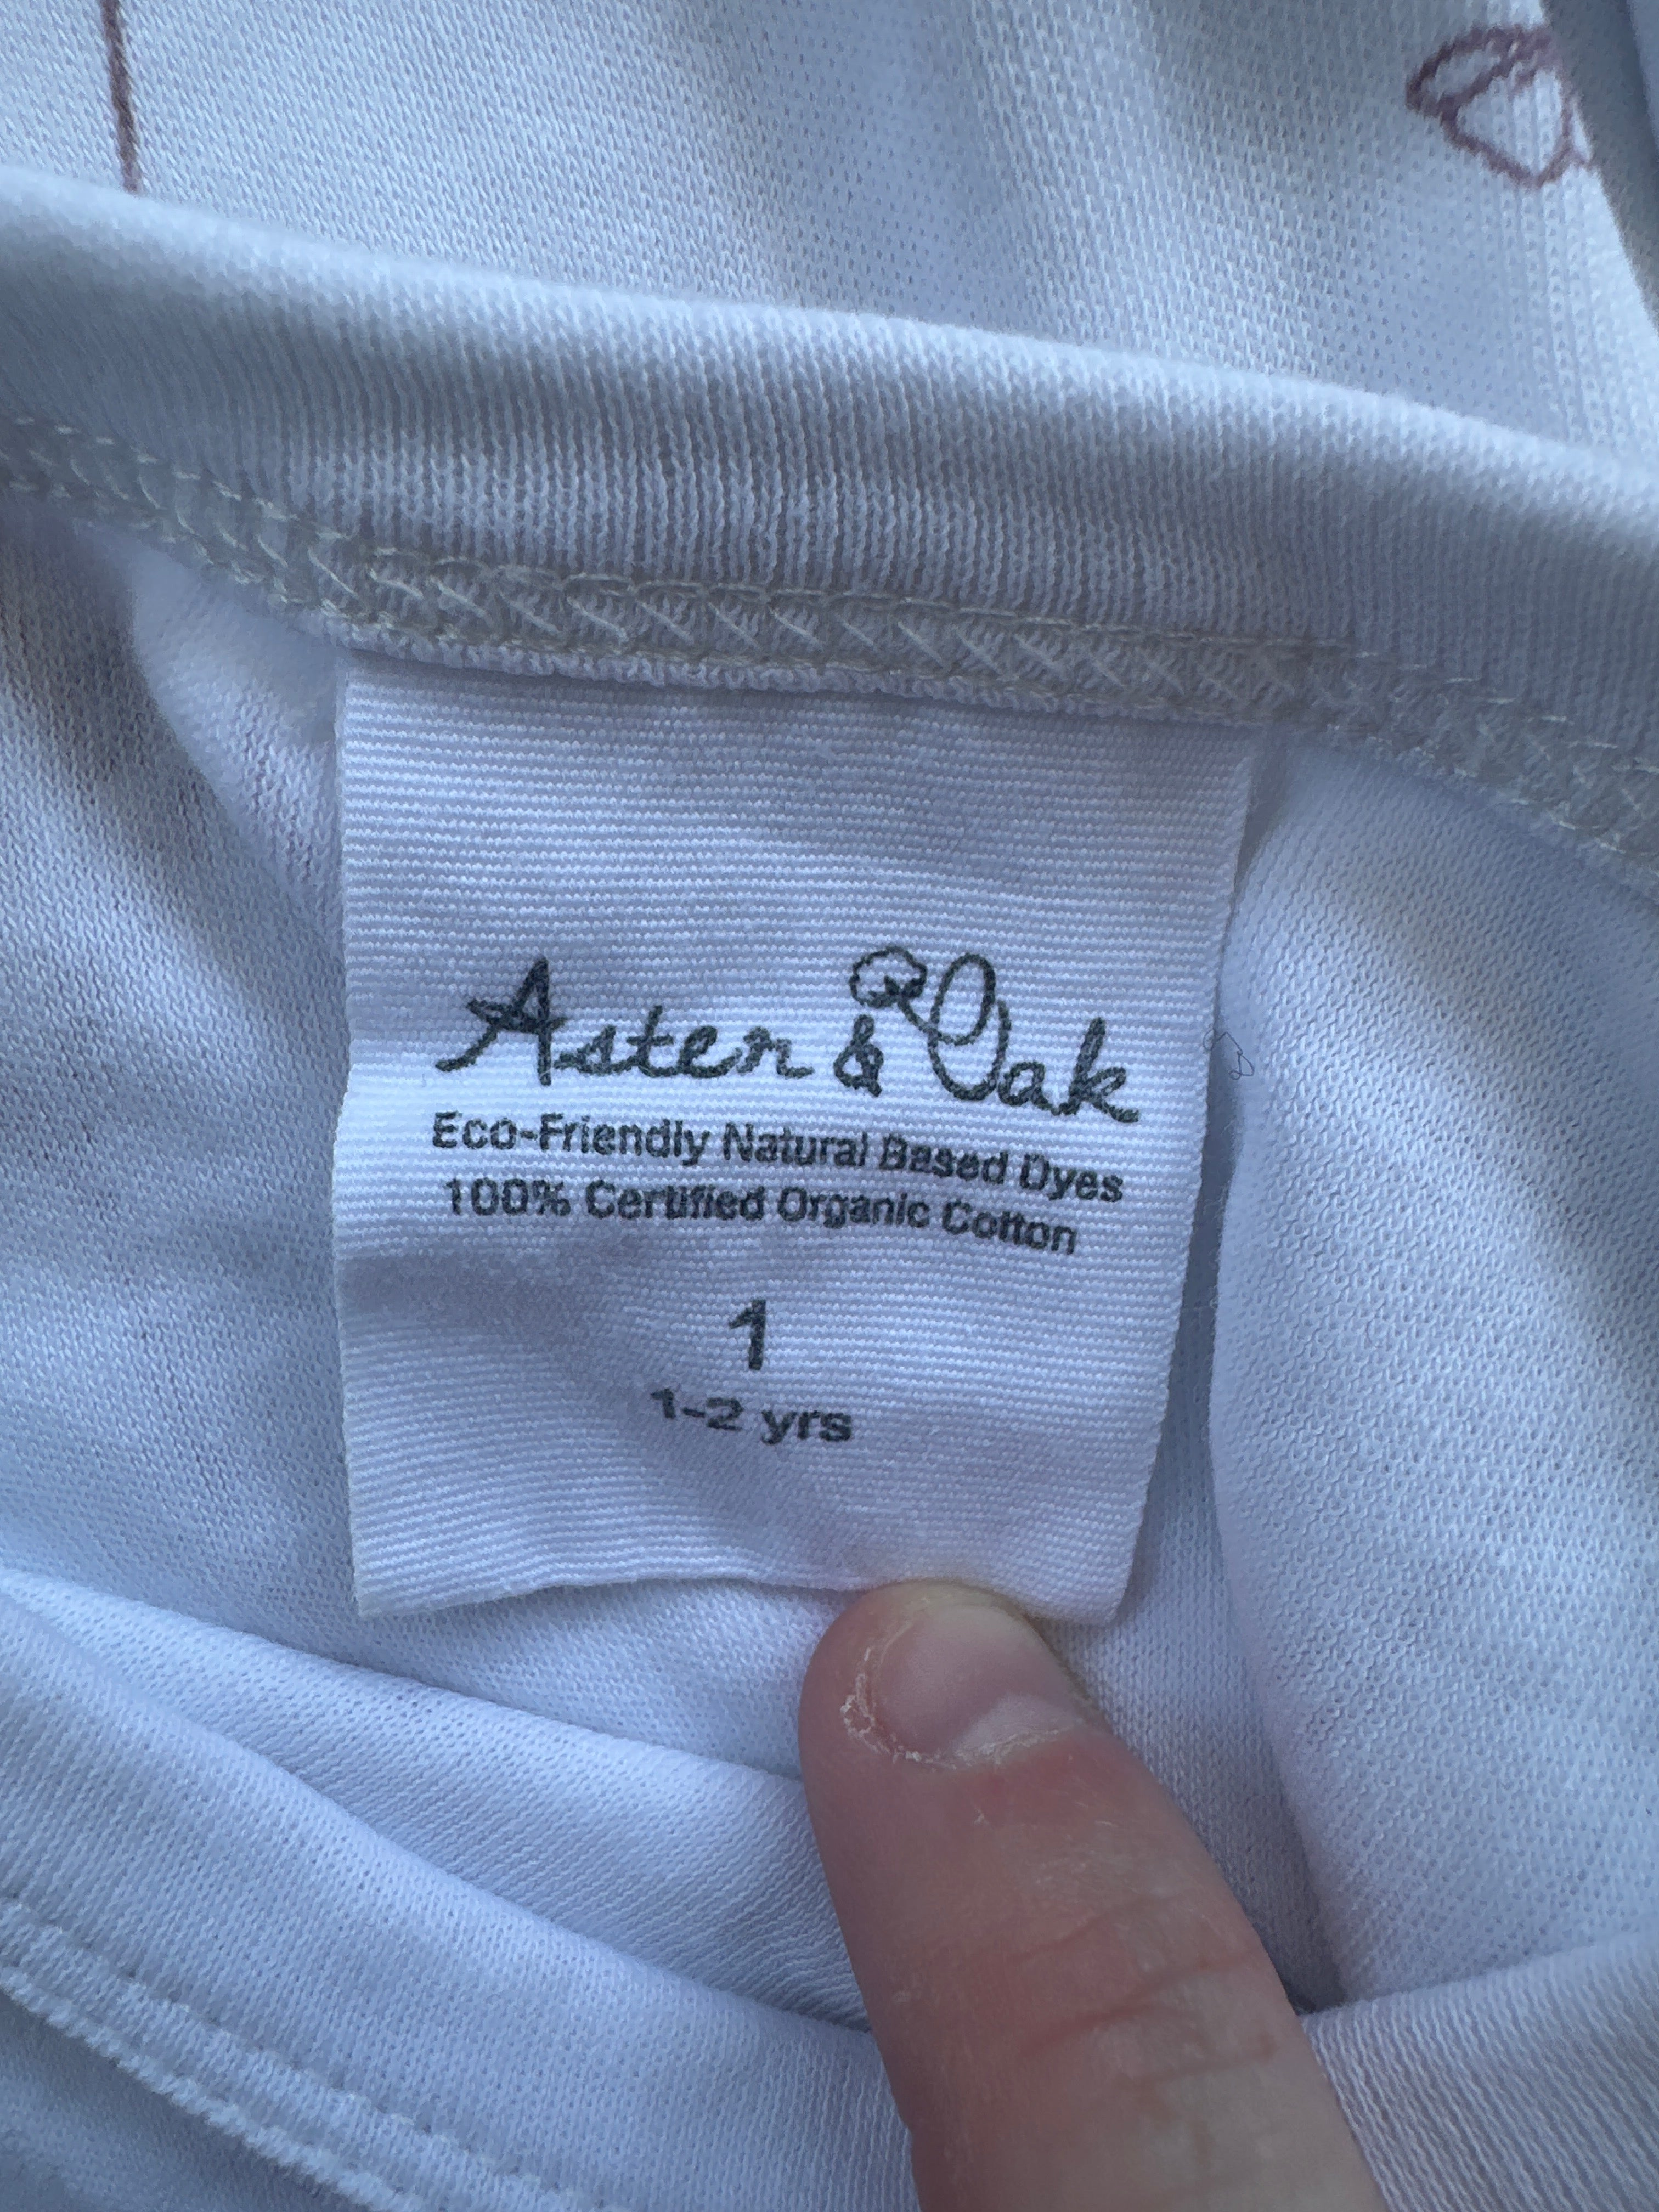 Aster & Oak
Eco-Friendly Natural Based Dyes
100% Certified Organic Cotton
1
1-2 yrs